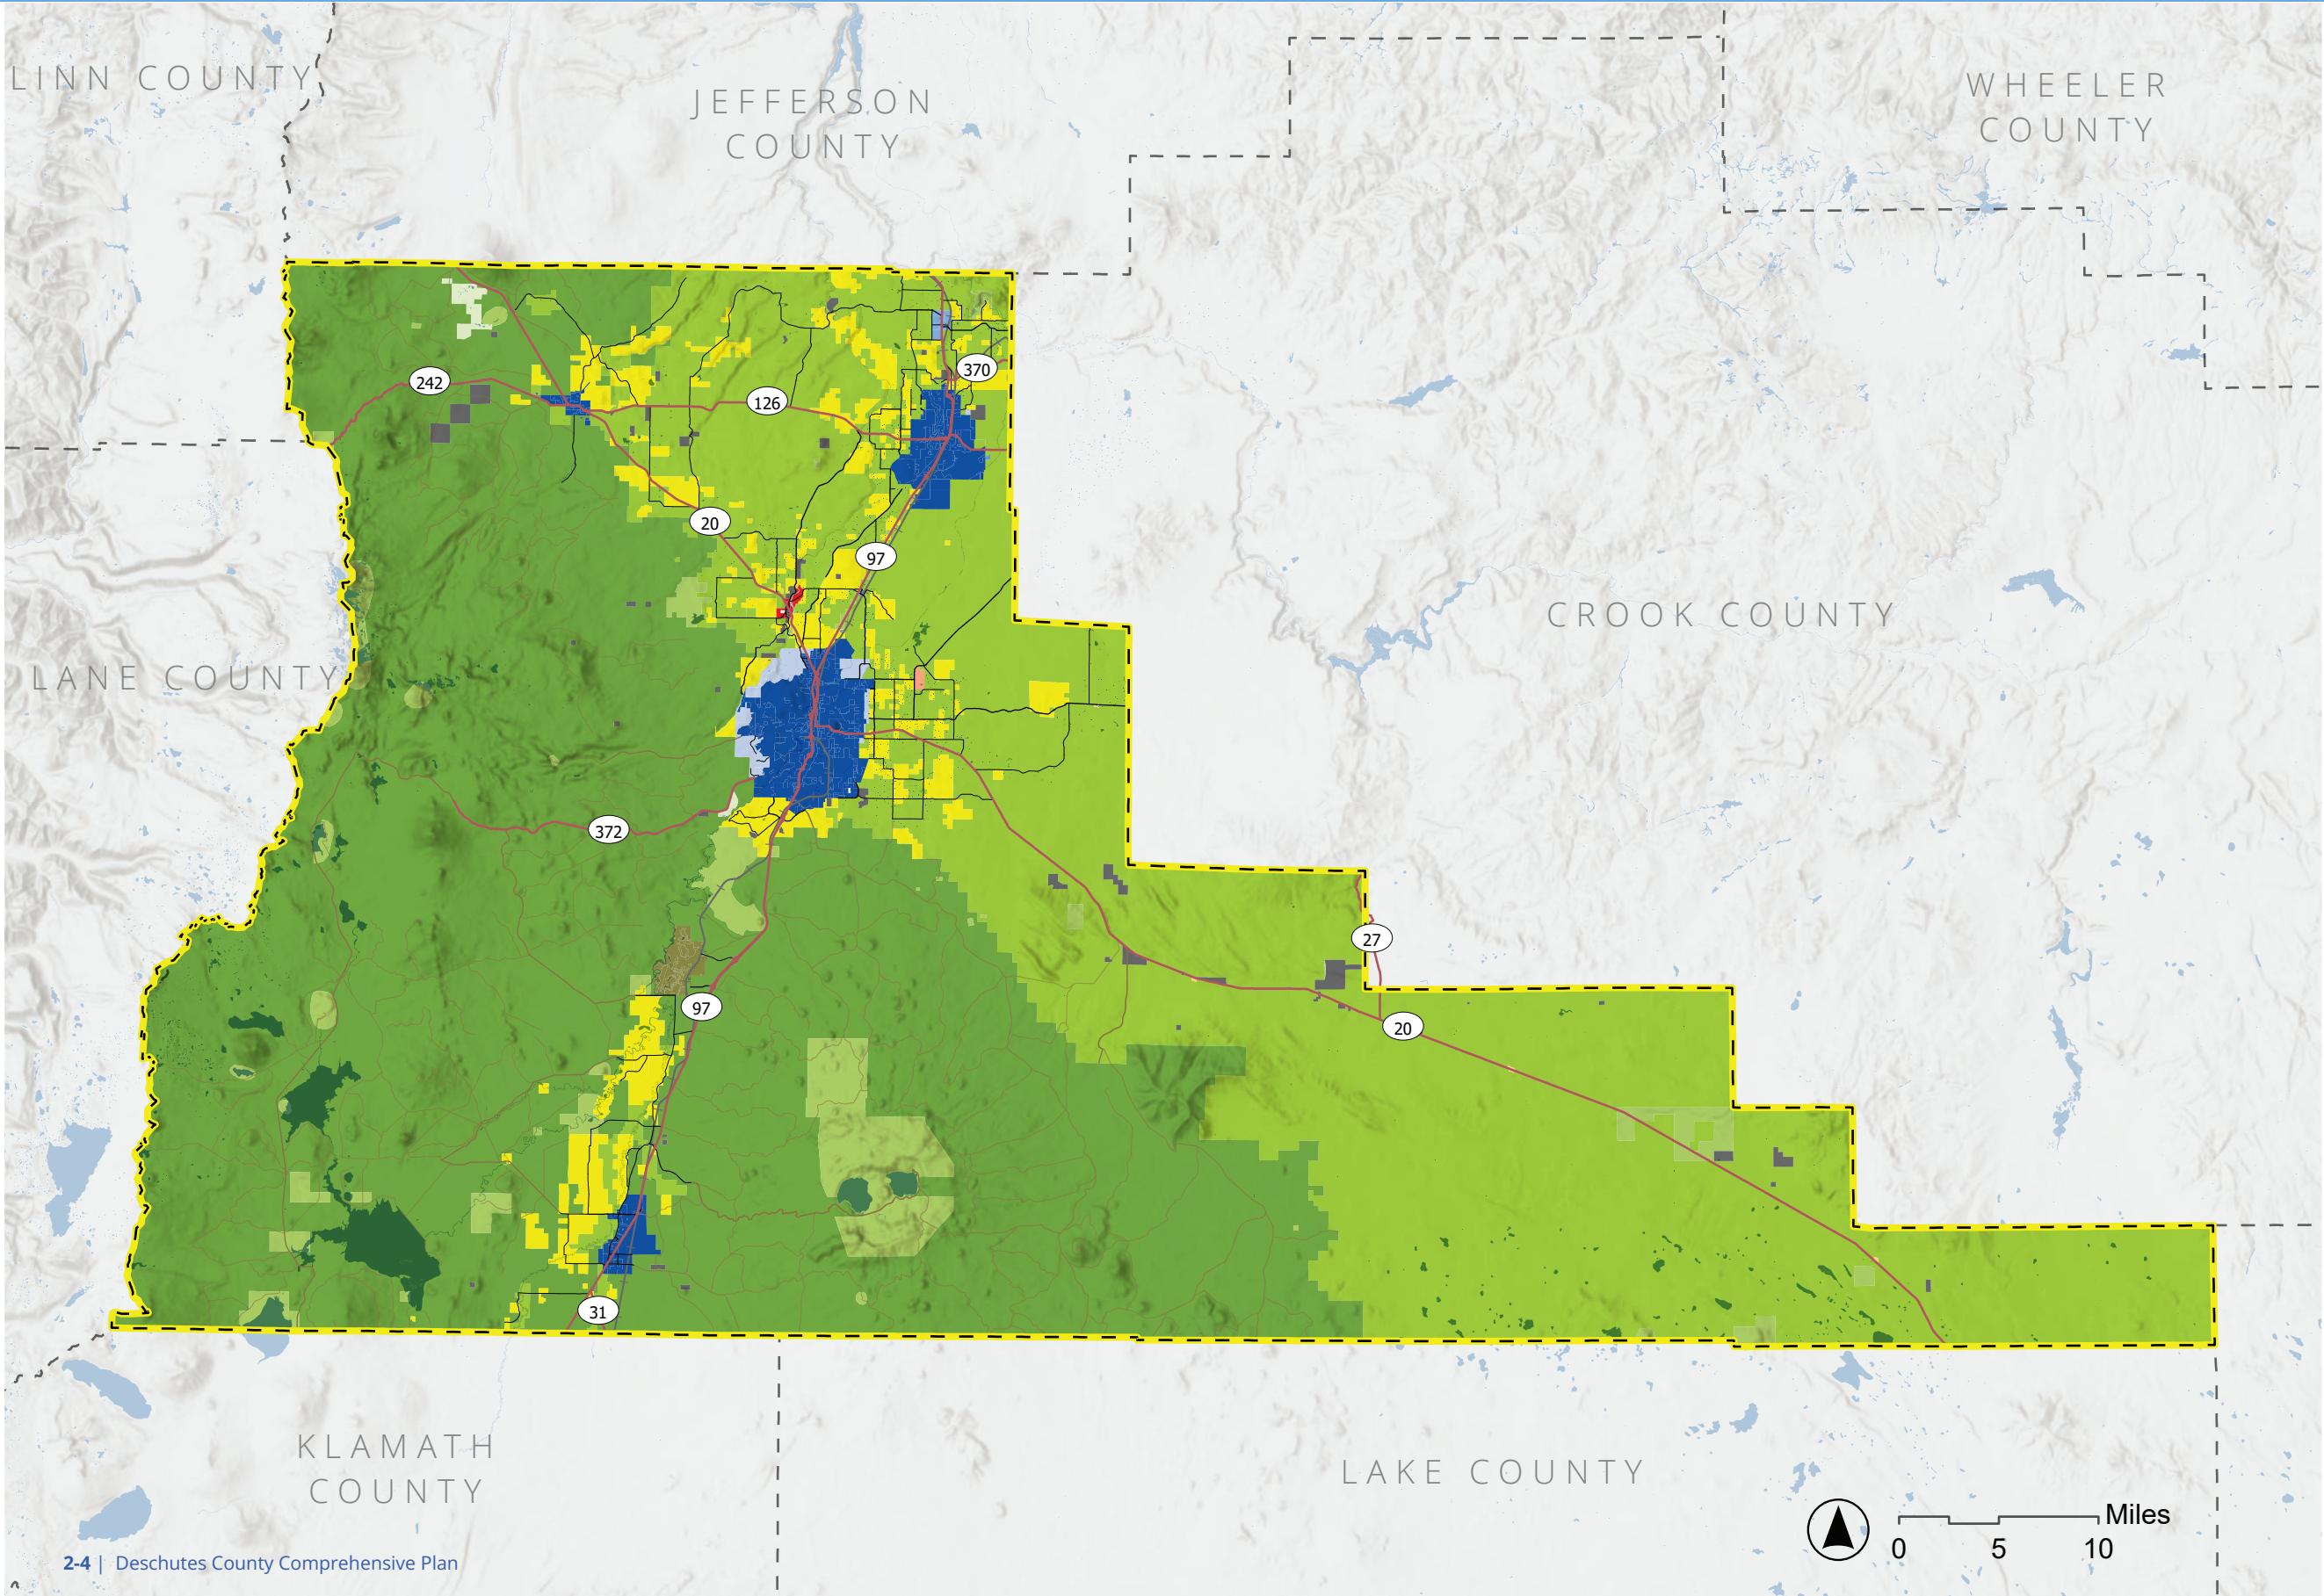 LINN COUNTY
JEFFERSON
COUNTY
WHEELER
COUNTY
242
126
370
20
97
CROOK COUNTY
LANE COUNTY
372
27
97
20
31
KLAMATH
COUNTY
LAKE COUNTY
Miles
0 5 10
2-4 | Deschutes County Comprehensive Plan